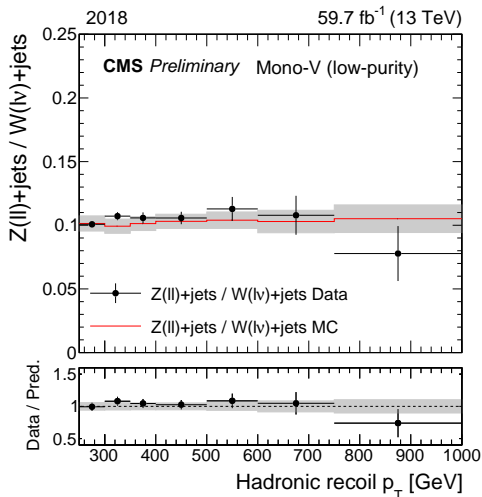 2018 59.7 fb⁻¹ (13 TeV)
CMS Preliminary Mono-V (low-purity)
Z(ll)+jets / W(lν)+jets
0.25
0.2
0.15
0.1
0.05
0
Z(ll)+jets / W(lν)+jets Data
Z(ll)+jets / W(lν)+jets MC
Data / Pred.
1.5
1
0.5
300 400 500 600 700 800 900 1000
Hadronic recoil p_T [GeV]